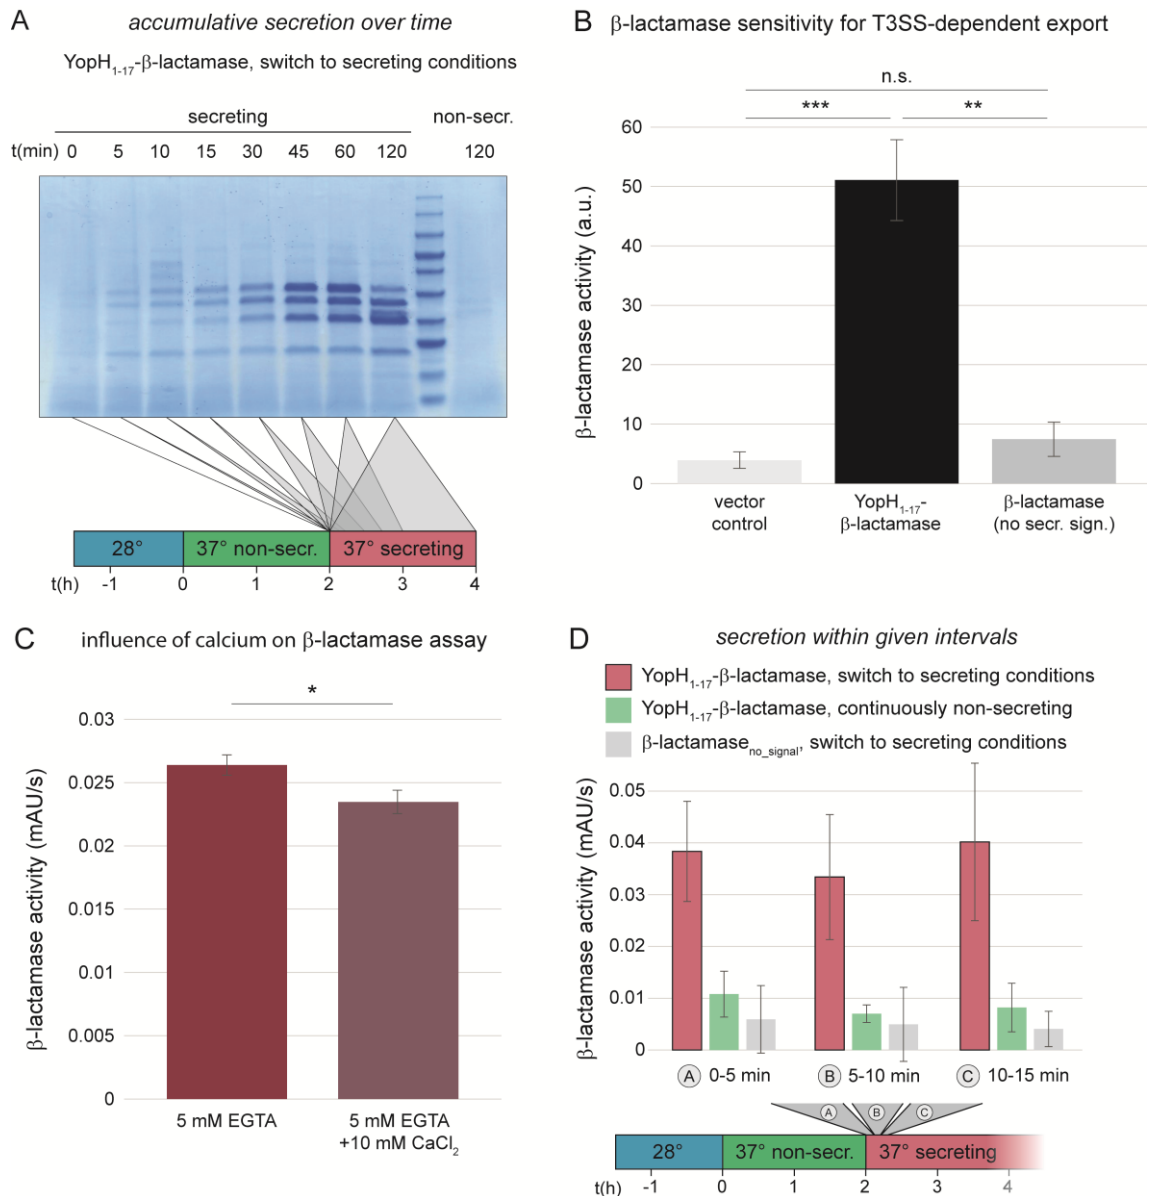 A
accumulative secretion over time
YopH1-17-β-lactamase, switch to secreting conditions
secreting
non-secr.
t(min) 0 5 10 15 30 45 60 120 120
28° 37° non-secr. 37° secreting
t(h) -1 0 1 2 3 4
B
β-lactamase sensitivity for T3SS-dependent export
n.s.
*** **
β-lactamase activity (a.u.)
60
50
40
30
20
10
0
vector
control
YopH1-17-
β-lactamase
β-lactamase
(no secr. sign.)
C
influence of calcium on β-lactamase assay
*
β-lactamase activity (mAU/s)
0.03
0.025
0.02
0.015
0.01
0.005
0
5 mM EGTA
5 mM EGTA
+10 mM CaCl2
D
secretion within given intervals
YopH1-17-β-lactamase, switch to secreting conditions
YopH1-17-β-lactamase, continuously non-secreting
β-lactamaseno_signal, switch to secreting conditions
β-lactamase activity (mAU/s)
0.05
0.04
0.03
0.02
0.01
0
A 0-5 min B 5-10 min C 10-15 min
A B C
28° 37° non-secr. 37° secreting
t(h) -1 0 1 2 3 4